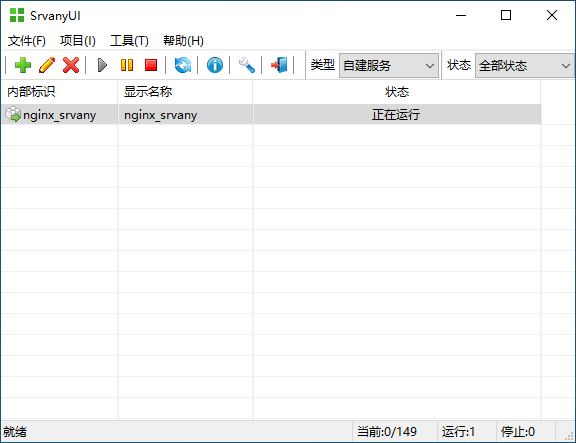 SrvanyUI
文件(F) 项目(I) 工具(T) 帮助(H)
类型 自建服务 状态 全部状态
内部标识 显示名称 状态
nginx_srvany nginx_srvany 正在运行
就绪 当前:0/149 运行:1 停止:0